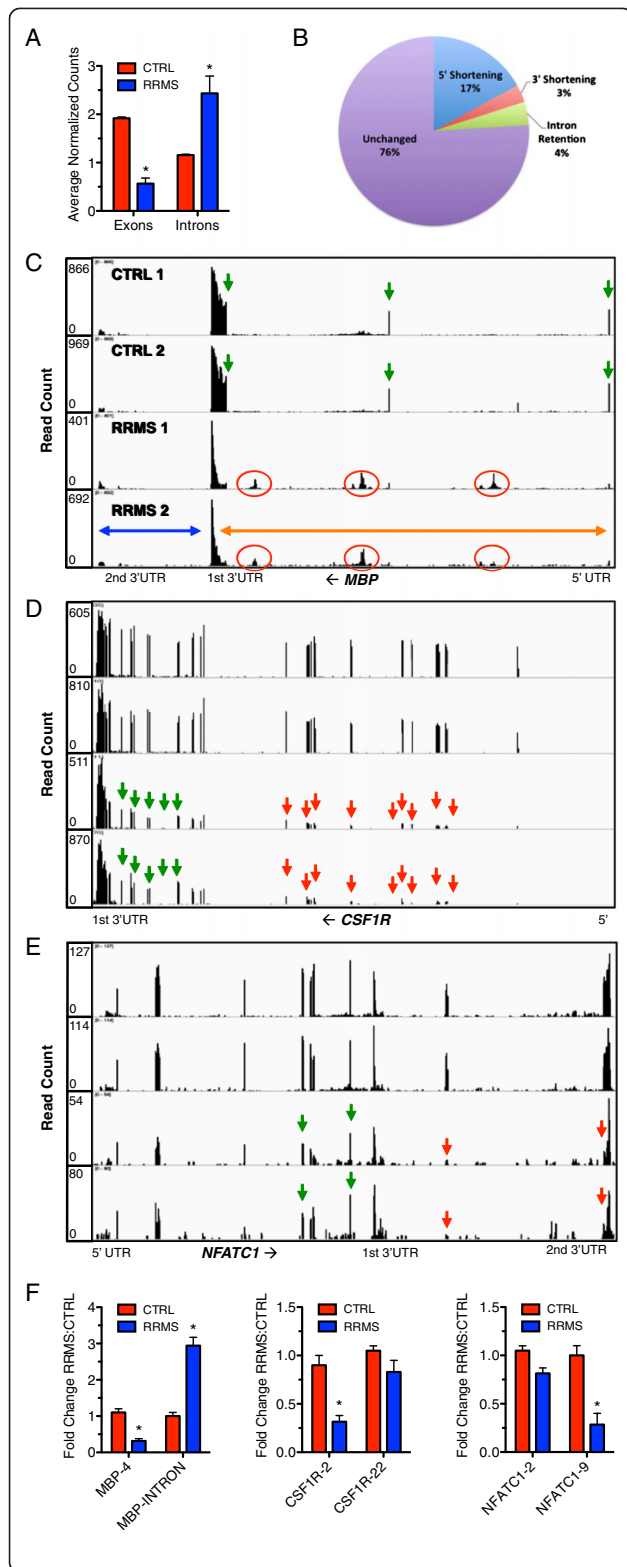 A
Average Normalized Counts
3
2
1
0
CTRL
RRMS
*
*
Exons
Introns
B
5' Shortening
17%
3' Shortening
3%
Intron
Retention
4%
Unchanged
76%
C
Read Count
866
0
CTRL 1
969
0
CTRL 2
401
0
RRMS 1
692
0
RRMS 2
2nd 3'UTR
1st 3'UTR
← MBP
5' UTR
D
Read Count
605
0
810
0
511
0
870
0
1st 3'UTR
← CSF1R
5'
E
Read Count
127
0
114
0
54
0
80
0
5' UTR
NFATC1 →
1st 3'UTR
2nd 3'UTR
F
Fold Change RRMS:CTRL
4
3
2
1
0
CTRL
RRMS
*
*
MBP-4
MBP-INTRON
Fold Change RRMS:CTRL
1.5
1.0
0.5
0.0
CTRL
RRMS
*
CSF1R-2
CSF1R-22
Fold Change RRMS:CTRL
1.5
1.0
0.5
0.0
CTRL
RRMS
*
NFATC1-2
NFATC1-9